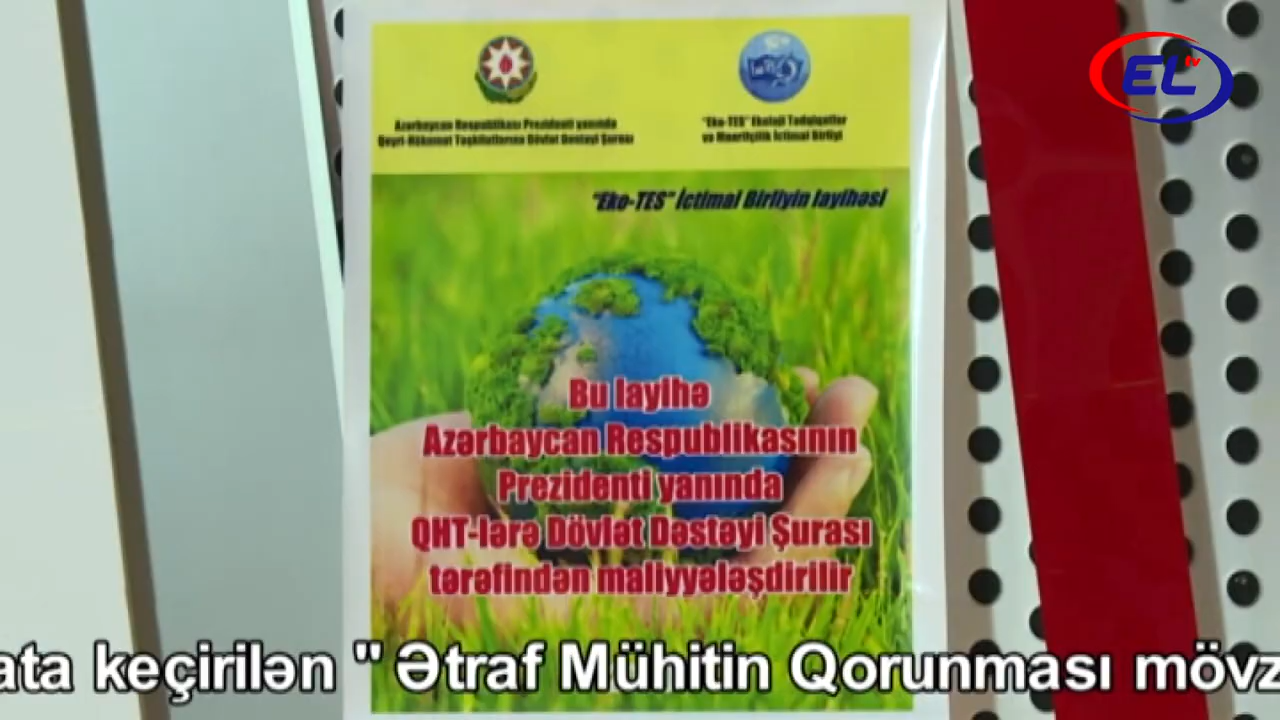 EL tv
Azərbaycan Respublikası Prezidenti yanında
Qeyri-Hökumət Təşkilatlarına Dövlət Dəstəyi Şurası
"Eko-TES" Ekoloji Tədqiqatlar
və Maarifçilik İctimai Birliyi
"Eko-TES" İctimai Birliyin layihəsi
Bu layihə
Azərbaycan Respublikasının
Prezidenti yanında
QHT-lərə Dövlət Dəstəyi Şurası
tərəfindən maliyyələşdirilir
ata keçirilən " Ətraf Mühitin Qorunması mövz